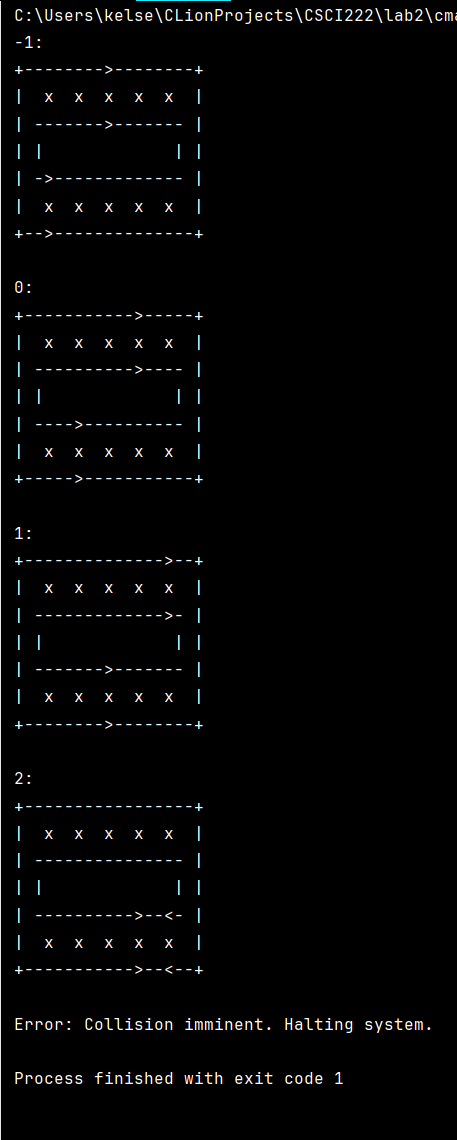 C:\Users\kelse\CLionProjects\CSCI222\lab2\cma
-1:
+-------->--------+
|  x  x  x  x  x  |
| ------->------- |
| |             | |
| ->------------- |
|  x  x  x  x  x  |
+-->--------------+
0:
+----------->-----+
|  x  x  x  x  x  |
| ---------->---- |
| |             | |
| ---->---------- |
|  x  x  x  x  x  |
+----->-----------+
1:
+-------------->--+
|  x  x  x  x  x  |
| ------------->- |
| |             | |
| ------->------- |
|  x  x  x  x  x  |
+-------->--------+
2:
+-----------------+
|  x  x  x  x  x  |
| --------------- |
| |             | |
| ---------->--<- |
|  x  x  x  x  x  |
+----------->--<--+
Error: Collision imminent. Halting system.
Process finished with exit code 1